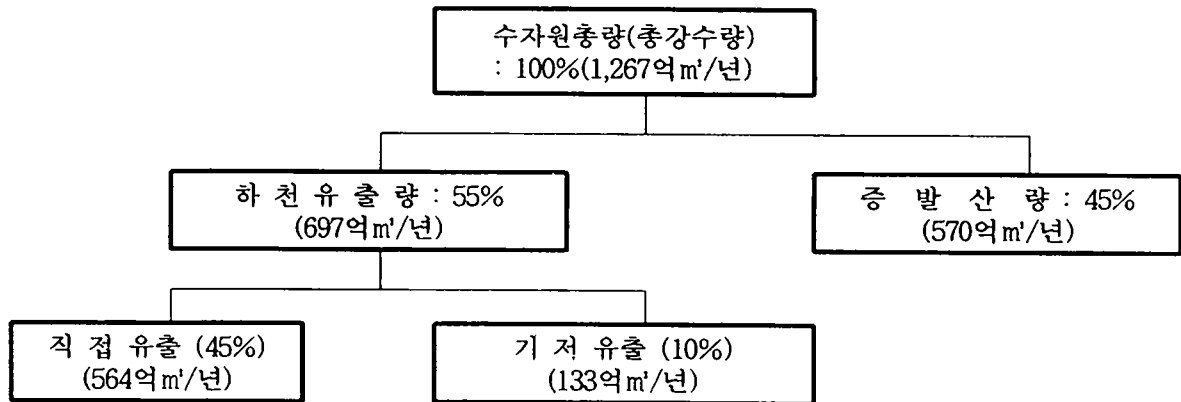 수자원총량(총강수량)
: 100%(1,267억㎥/년)
하 천 유 출 량 : 55%
(697억㎥/년)
증 발 산 량 : 45%
(570억㎥/년)
직 접 유출 (45%)
(564억㎥/년)
기 저 유출 (10%)
(133억㎥/년)